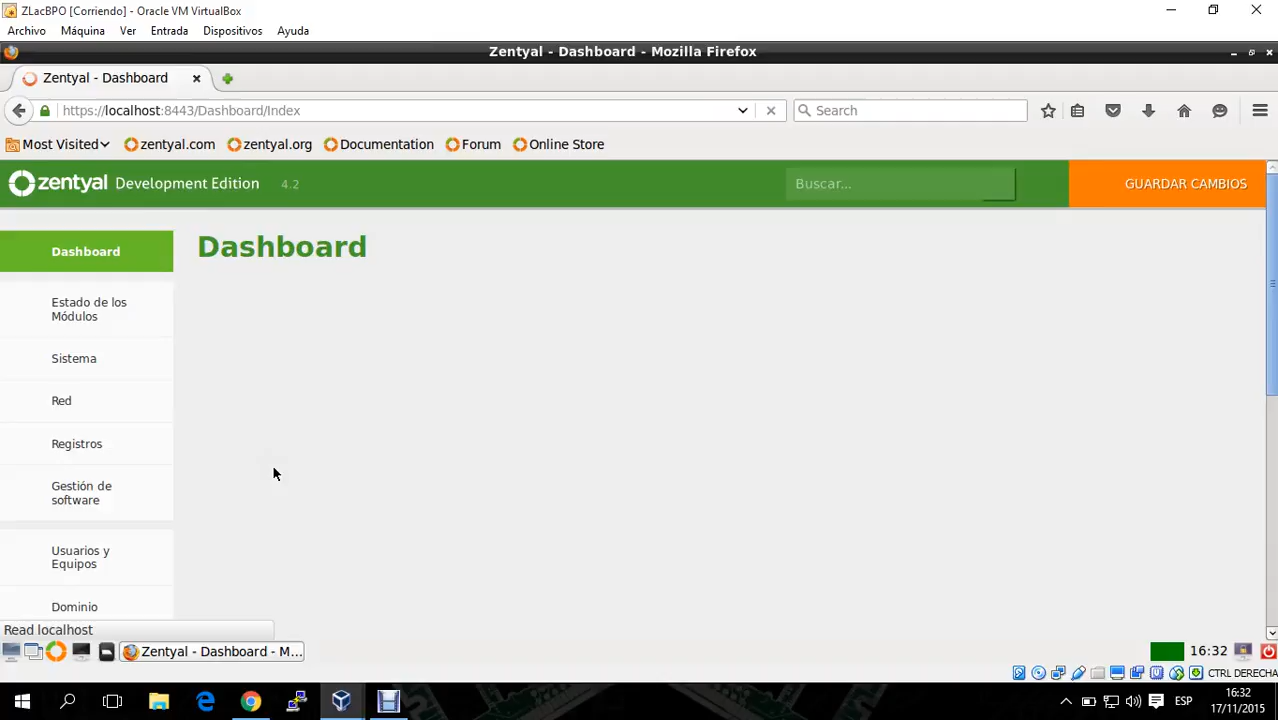 ZLacBPO [Corriendo] - Oracle VM VirtualBox
Archivo Máquina Ver Entrada Dispositivos Ayuda
Zentyal - Dashboard - Mozilla Firefox
Zentyal - Dashboard
https://localhost:8443/Dashboard/Index
Search
Most Visited zentyal.com zentyal.org Documentation Forum Online Store
zentyal Development Edition 4.2
Buscar...
GUARDAR CAMBIOS
Dashboard
Dashboard
Estado de los
Módulos
Sistema
Red
Registros
Gestión de
software
Usuarios y
Equipos
Dominio
Read localhost
Zentyal - Dashboard - M...
16:32
CTRL DERECHA
ESP
16:32
17/11/2015